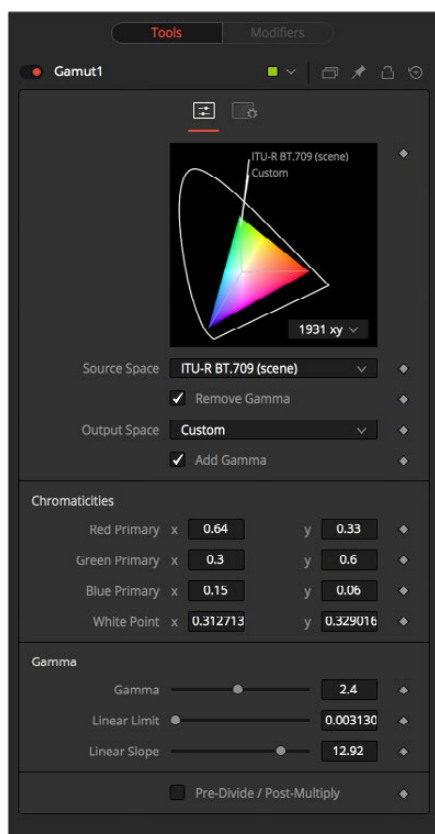 Tools Modifiers
Gamut1
ITU-R BT.709 (scene)
Custom
1931 xy
Source Space ITU-R BT.709 (scene)
Remove Gamma
Output Space Custom
Add Gamma
Chromaticities
Red Primary x 0.64 y 0.33
Green Primary x 0.3 y 0.6
Blue Primary x 0.15 y 0.06
White Point x 0.312713 y 0.329016
Gamma
Gamma 2.4
Linear Limit 0.003130
Linear Slope 12.92
Pre-Divide / Post-Multiply